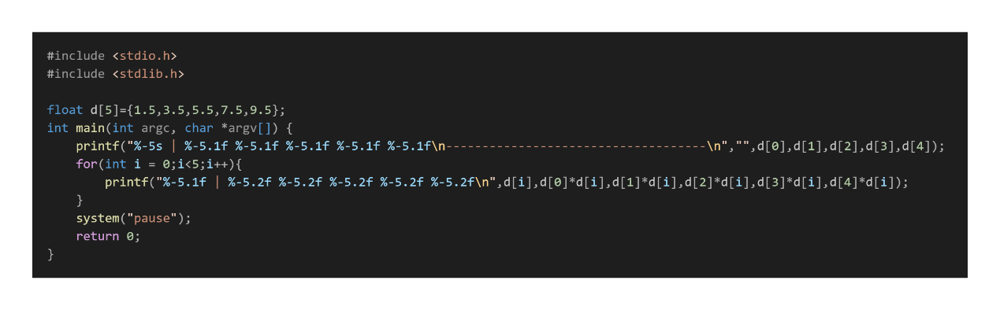 #include <stdio.h>
#include <stdlib.h>
float d[5]={1.5,3.5,5.5,7.5,9.5};
int main(int argc, char *argv[]) {
printf("%-5s | %-5.1f %-5.1f %-5.1f %-5.1f %-5.1f\n------------------------------------\n","",d[0],d[1],d[2],d[3],d[4]);
for(int i = 0;i<5;i++){
printf("%-5.1f | %-5.2f %-5.2f %-5.2f %-5.2f %-5.2f\n",d[i],d[0]*d[i],d[1]*d[i],d[2]*d[i],d[3]*d[i],d[4]*d[i]);
}
system("pause");
return 0;
}